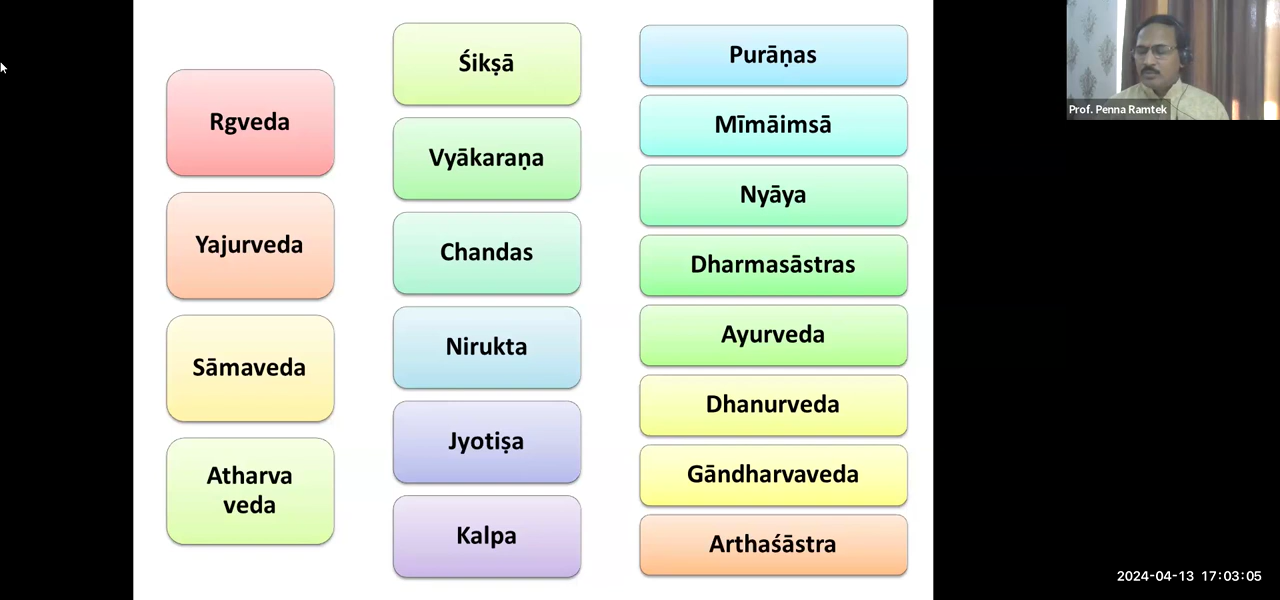 Rgveda
Yajurveda
Sāmaveda
Atharva
veda
Śikṣā
Vyākaraṇa
Chandas
Nirukta
Jyotiṣa
Kalpa
Purāṇas
Mīmāimsā
Nyāya
Dharmasāstras
Ayurveda
Dhanurveda
Gāndharvaveda
Arthaśāstra
Prof. Penna Ramtek
2024-04-13 17:03:05